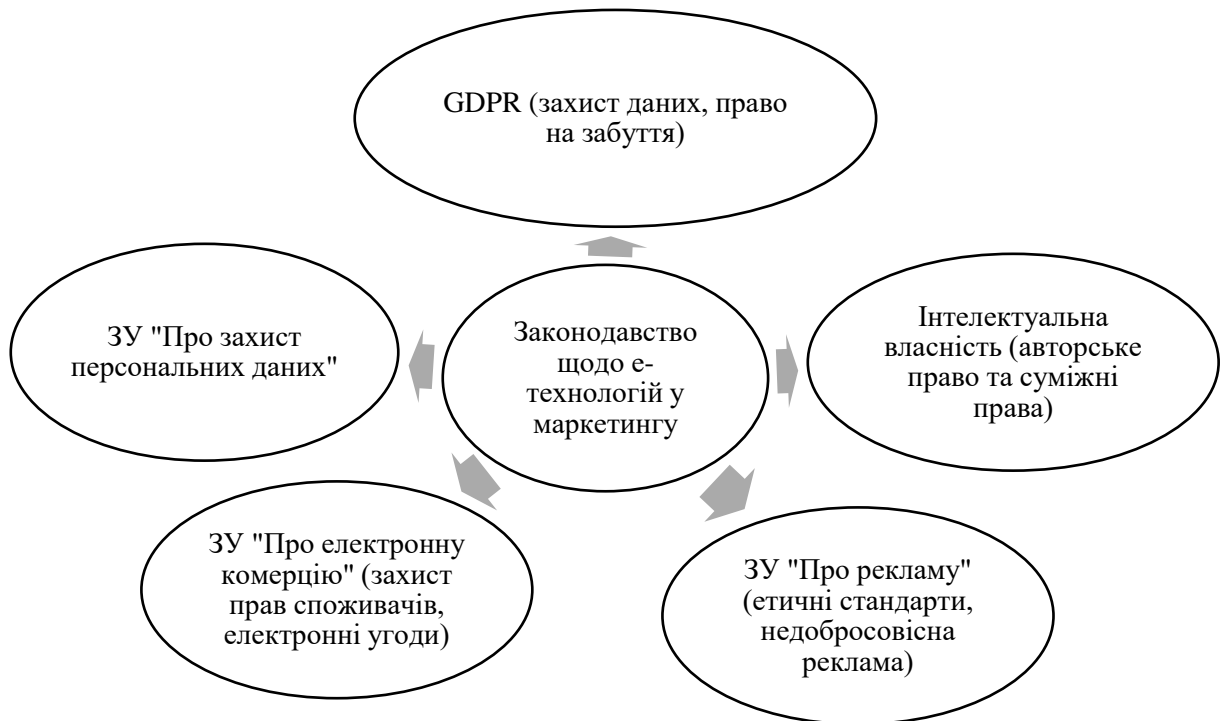 GDPR (захист даних, право
на забуття)
ЗУ "Про захист
персональних даних"
Законодавство
щодо е-
технологій у
маркетингу
Інтелектуальна
власність (авторське
право та суміжні
права)
ЗУ "Про електронну
комерцію" (захист
прав споживачів,
електронні угоди)
ЗУ "Про рекламу"
(етичні стандарти,
недобросовісна
реклама)